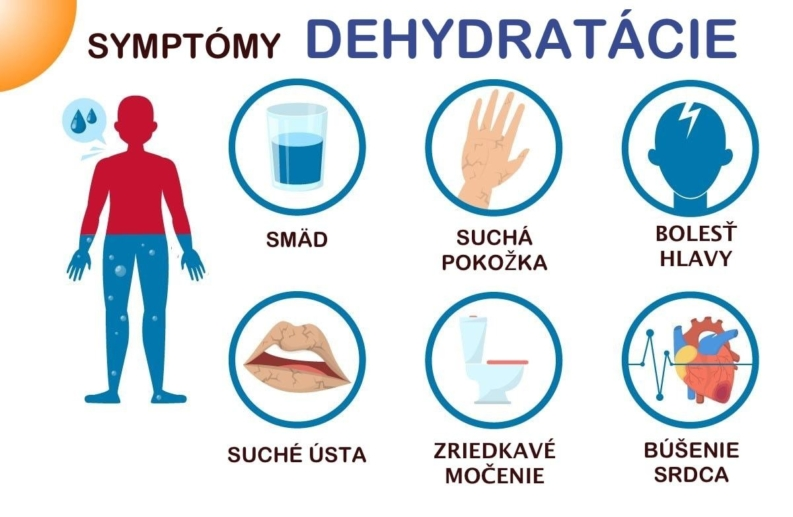 SYMPTÓMY DEHYDRATÁCIE
SMÄD
SUCHÁ
POKOŽKA
BOLESŤ
HLAVY
SUCHÉ ÚSTA
ZRIEDKAVÉ
MOČENIE
BÚŠENIE
SRDCA